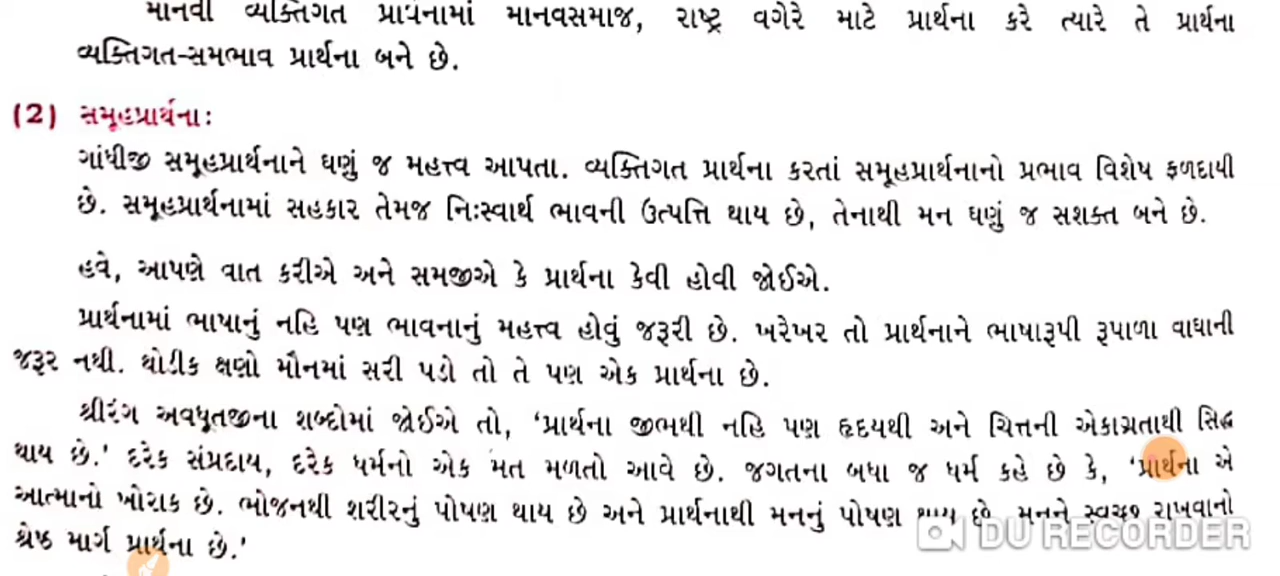 માનવી વ્યક્તિગત પ્રાર્થનામાં માનવસમાજ, રાષ્ટ્ર વગેરે માટે પ્રાર્થના કરે ત્યારે તે પ્રાર્થના
વ્યક્તિગત-સમભાવ પ્રાર્થના બને છે.
(2) સમૂહપ્રાર્થના:
ગાંધીજી સમૂહપ્રાર્થનાને ઘણું જ મહત્ત્વ આપતા. વ્યક્તિગત પ્રાર્થના કરતાં સમૂહપ્રાર્થનાનો પ્રભાવ વિશેષ ફળદાયી
છે. સમૂહપ્રાર્થનામાં સહકાર તેમજ નિઃસ્વાર્થ ભાવની ઉત્પત્તિ થાય છે, તેનાથી મન ઘણું જ સશક્ત બને છે.
હવે, આપણે વાત કરીએ અને સમજીએ કે પ્રાર્થના કેવી હોવી જોઈએ.
પ્રાર્થનામાં ભાષાનું નહિ પણ ભાવનાનું મહત્ત્વ હોવું જરૂરી છે. ખરેખર તો પ્રાર્થનાને ભાષારૂપી રૂપાળા વાઘાની
જરૂર નથી. થોડીક ક્ષણો મૌનમાં સરી પડો તો તે પણ એક પ્રાર્થના છે.
શ્રીરંગ અવધૂતજીના શબ્દોમાં જોઈએ તો, ‘પ્રાર્થના જીભથી નહિ પણ હૃદયથી અને ચિત્તની એકાગ્રતાથી સિદ્ધ
થાય છે.’ દરેક સંપ્રદાય, દરેક ધર્મનો એક મત મળતો આવે છે. જગતના બધા જ ધર્મ કહે છે કે, ‘પ્રાર્થના એ
આત્માનો ખોરાક છે. ભોજનથી શરીરનું પોષણ થાય છે અને પ્રાર્થનાથી મનનું પોષણ થાય છે. મનને સ્વચ્છ રાખવાનો
શ્રેષ્ઠ માર્ગ પ્રાર્થના છે.’
DU RECORDER